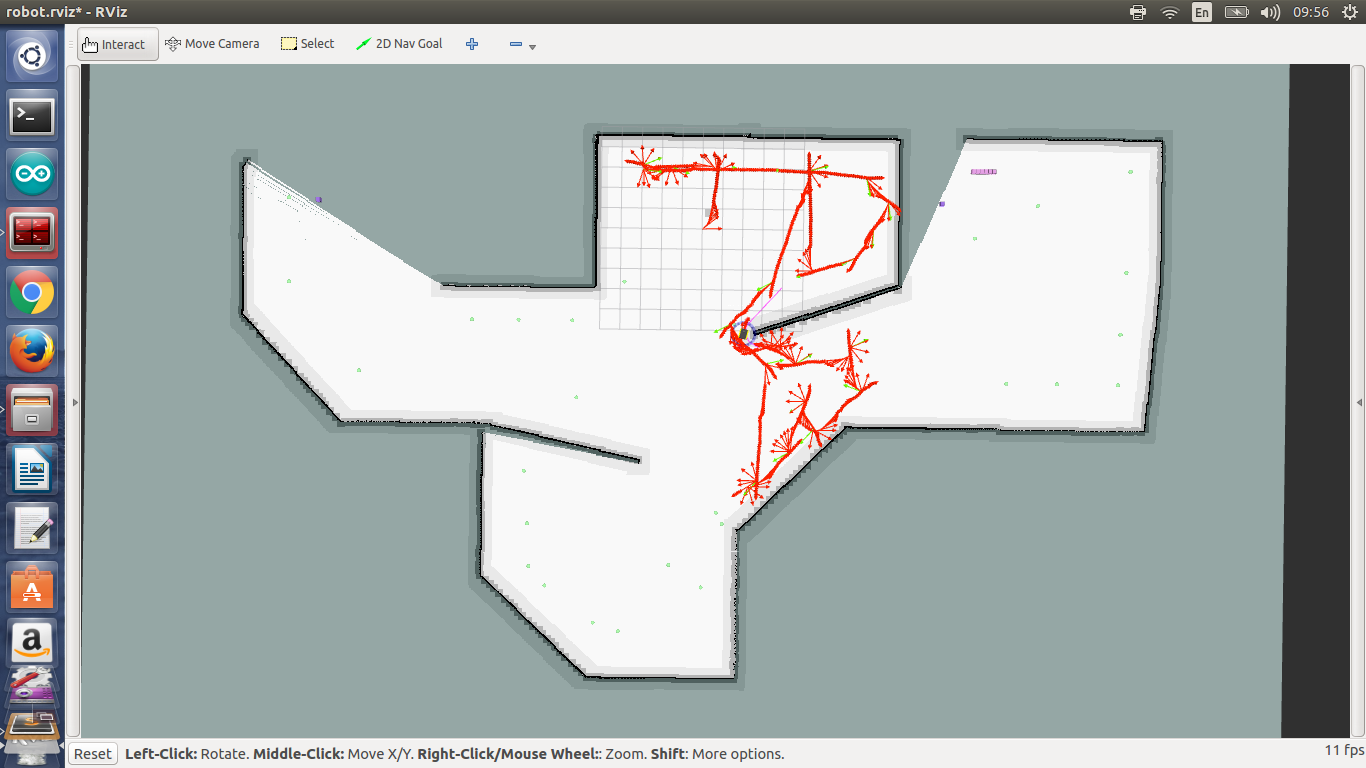 robot.rviz* - RViz
En
09:56
Interact
Move Camera
Select
2D Nav Goal
Reset
Left-Click: Rotate. Middle-Click: Move X/Y. Right-Click/Mouse Wheel:: Zoom. Shift: More options.
11 fps